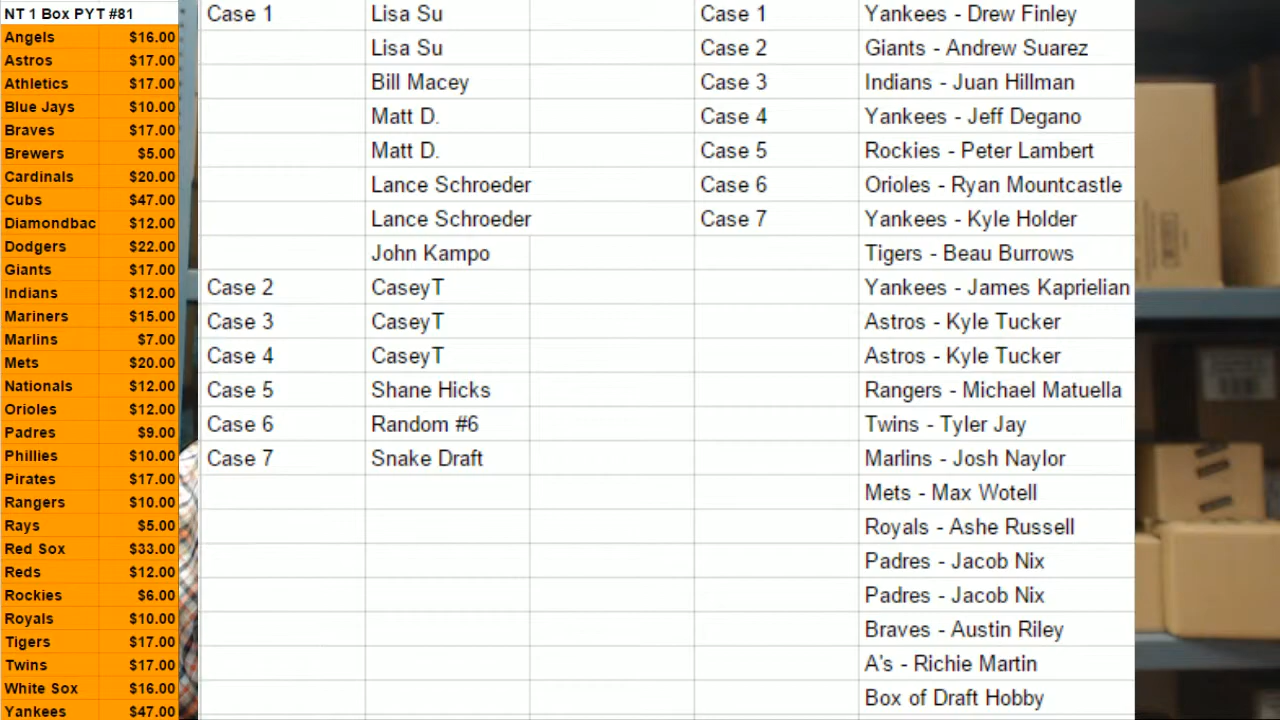 NT 1 Box PYT #81
Angels $16.00
Astros $17.00
Athletics $17.00
Blue Jays $10.00
Braves $17.00
Brewers $5.00
Cardinals $20.00
Cubs $47.00
Diamondbac $12.00
Dodgers $22.00
Giants $17.00
Indians $12.00
Mariners $15.00
Marlins $7.00
Mets $20.00
Nationals $12.00
Orioles $12.00
Padres $9.00
Phillies $10.00
Pirates $17.00
Rangers $10.00
Rays $5.00
Red Sox $33.00
Reds $12.00
Rockies $6.00
Royals $10.00
Tigers $17.00
Twins $17.00
White Sox $16.00
Yankees $47.00
Case 1 Lisa Su Case 1 Yankees - Drew Finley
Lisa Su Case 2 Giants - Andrew Suarez
Bill Macey Case 3 Indians - Juan Hillman
Matt D. Case 4 Yankees - Jeff Degano
Matt D. Case 5 Rockies - Peter Lambert
Lance Schroeder Case 6 Orioles - Ryan Mountcastle
Lance Schroeder Case 7 Yankees - Kyle Holder
John Kampo Tigers - Beau Burrows
Case 2 CaseyT Yankees - James Kaprielian
Case 3 CaseyT Astros - Kyle Tucker
Case 4 CaseyT Astros - Kyle Tucker
Case 5 Shane Hicks Rangers - Michael Matuella
Case 6 Random #6 Twins - Tyler Jay
Case 7 Snake Draft Marlins - Josh Naylor
Mets - Max Wotell
Royals - Ashe Russell
Padres - Jacob Nix
Padres - Jacob Nix
Braves - Austin Riley
A's - Richie Martin
Box of Draft Hobby